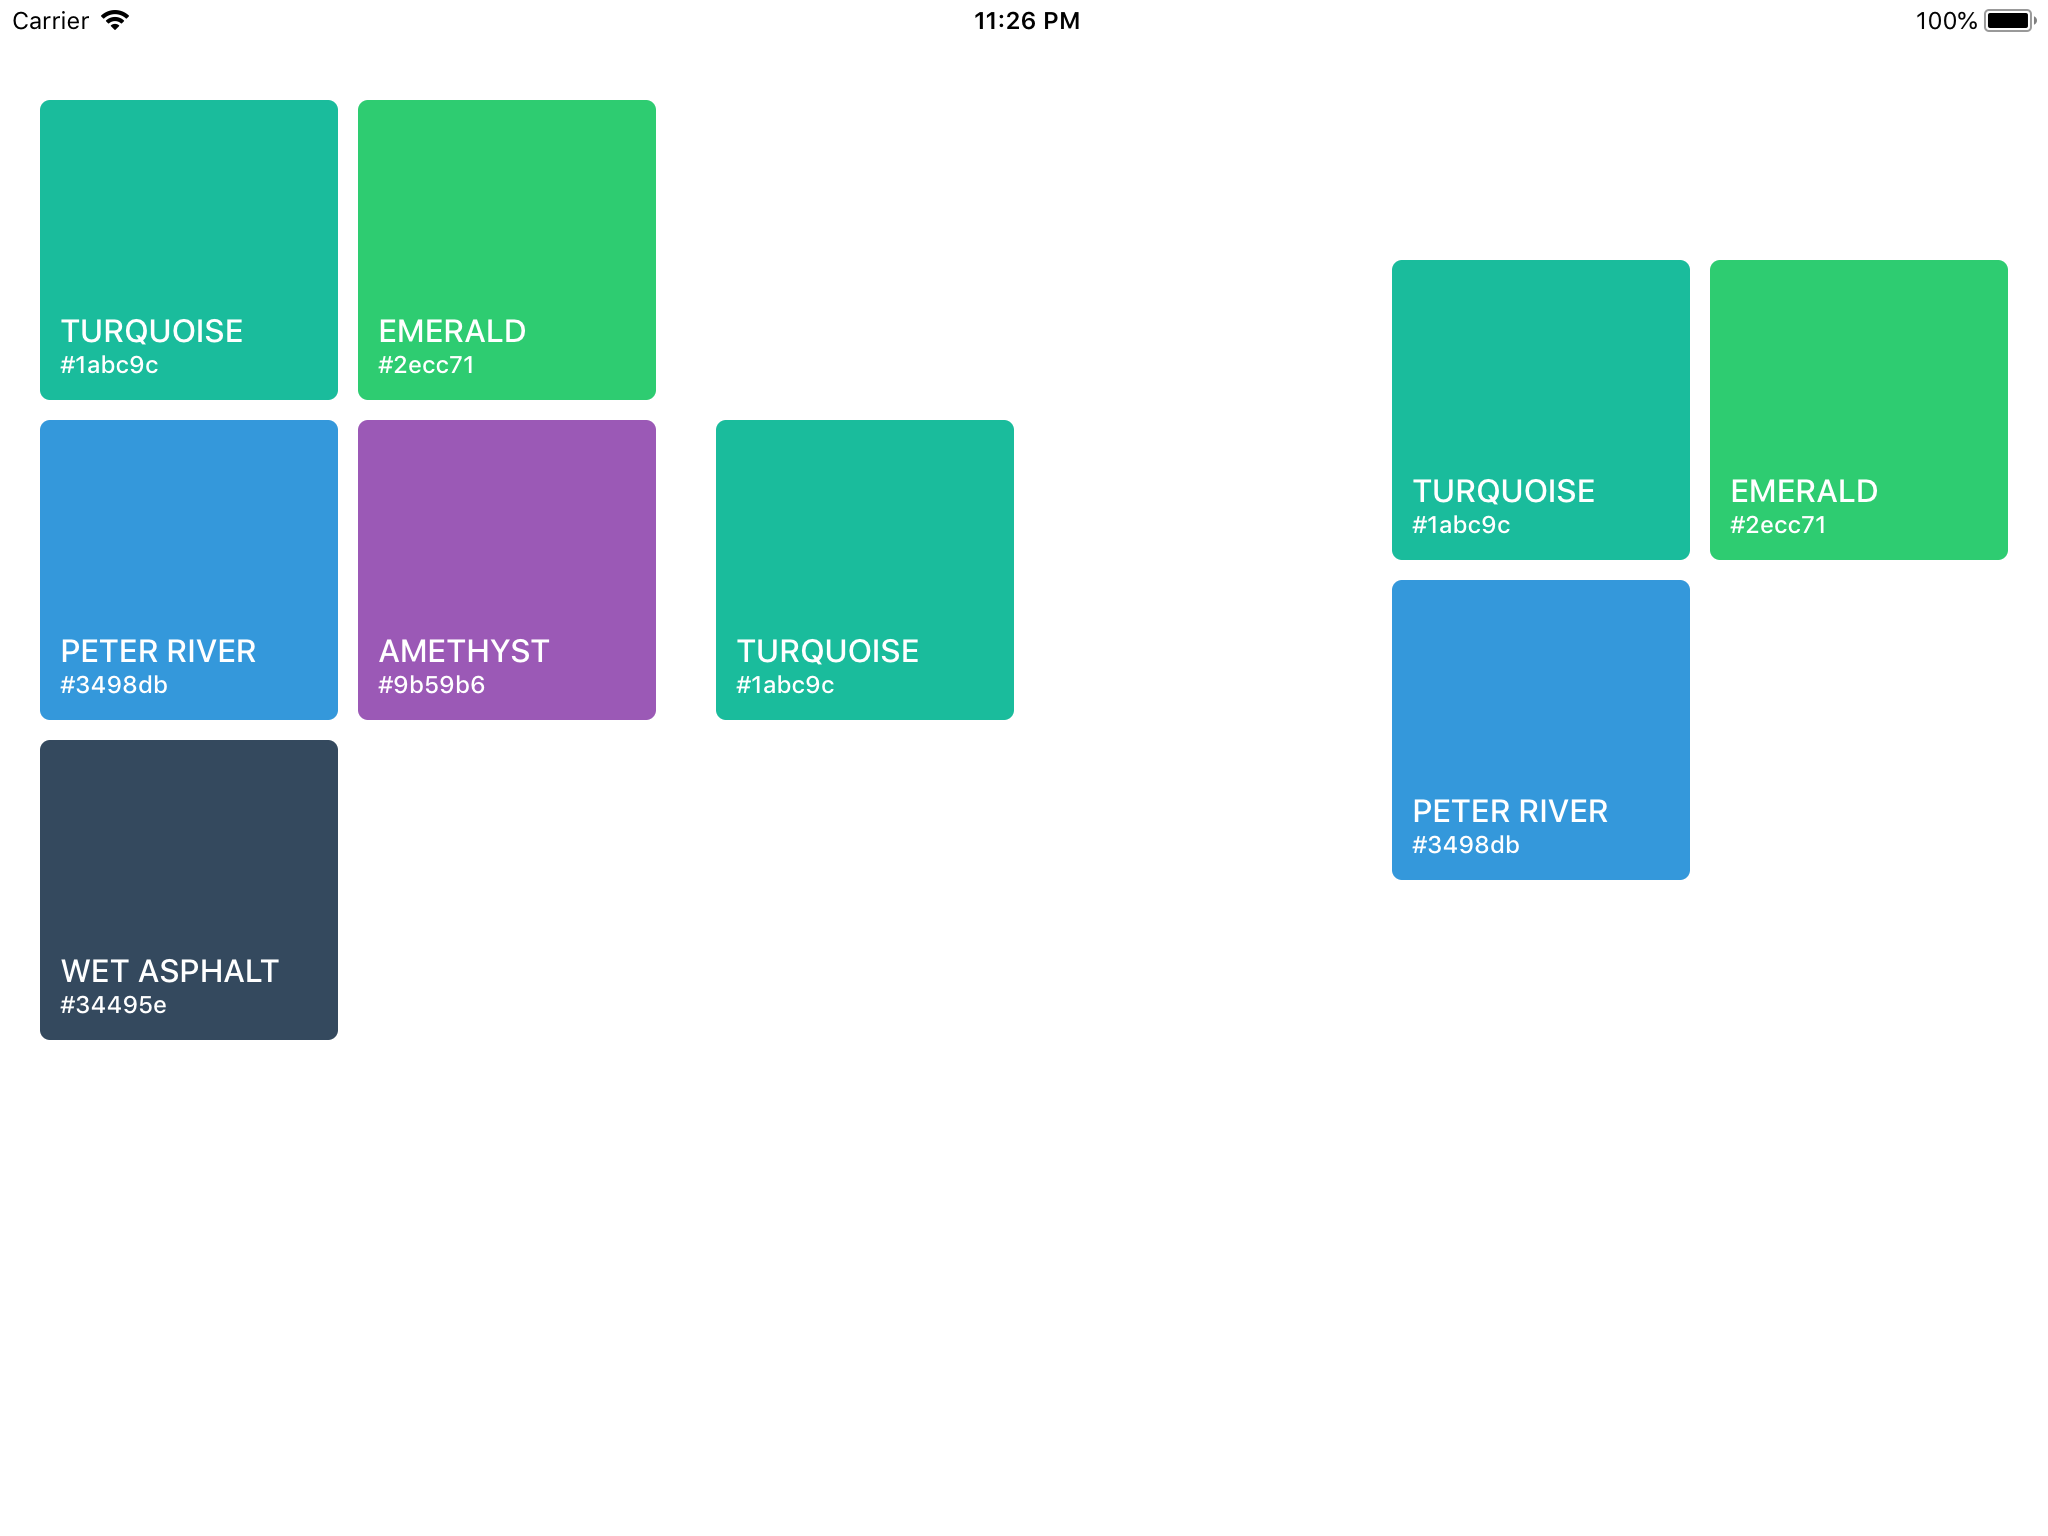 Carrier
11:26 PM
100%
TURQUOISE
#1abc9c
EMERALD
#2ecc71
PETER RIVER
#3498db
AMETHYST
#9b59b6
WET ASPHALT
#34495e
TURQUOISE
#1abc9c
TURQUOISE
#1abc9c
EMERALD
#2ecc71
PETER RIVER
#3498db